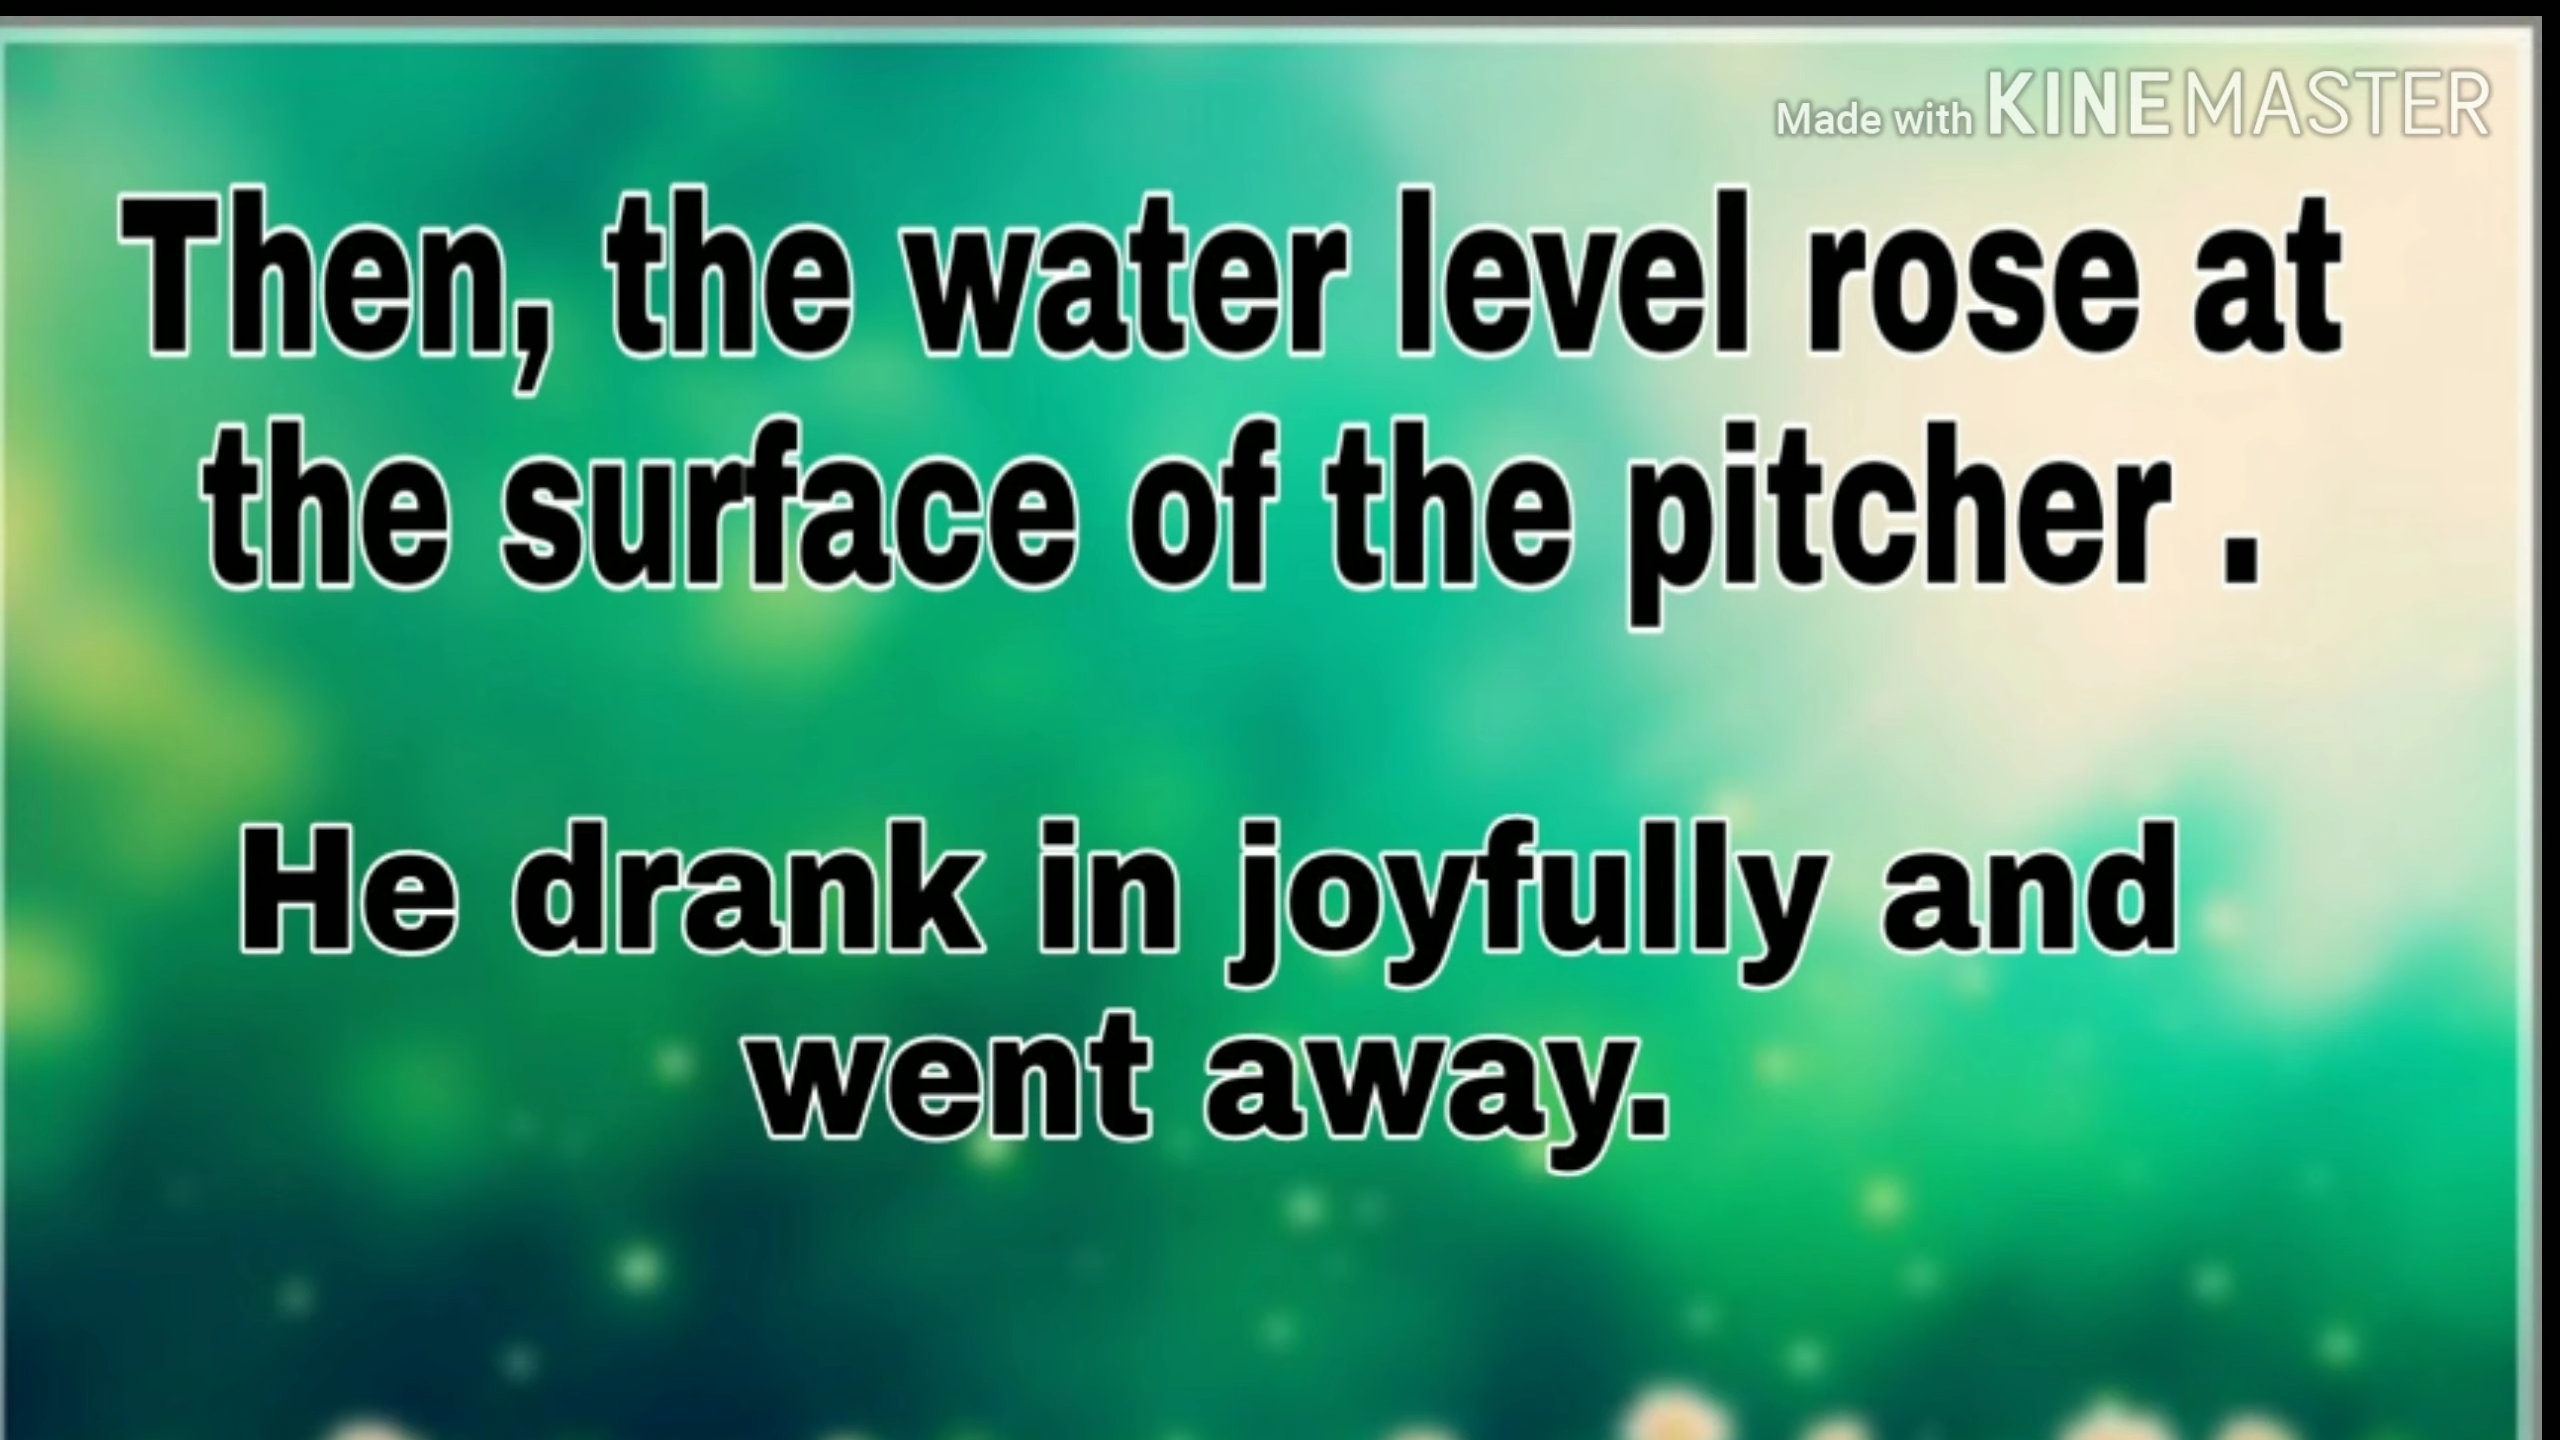 Made with KINEMASTER
Then, the water level rose at
the surface of the pitcher .
He drank in joyfully and
went away.